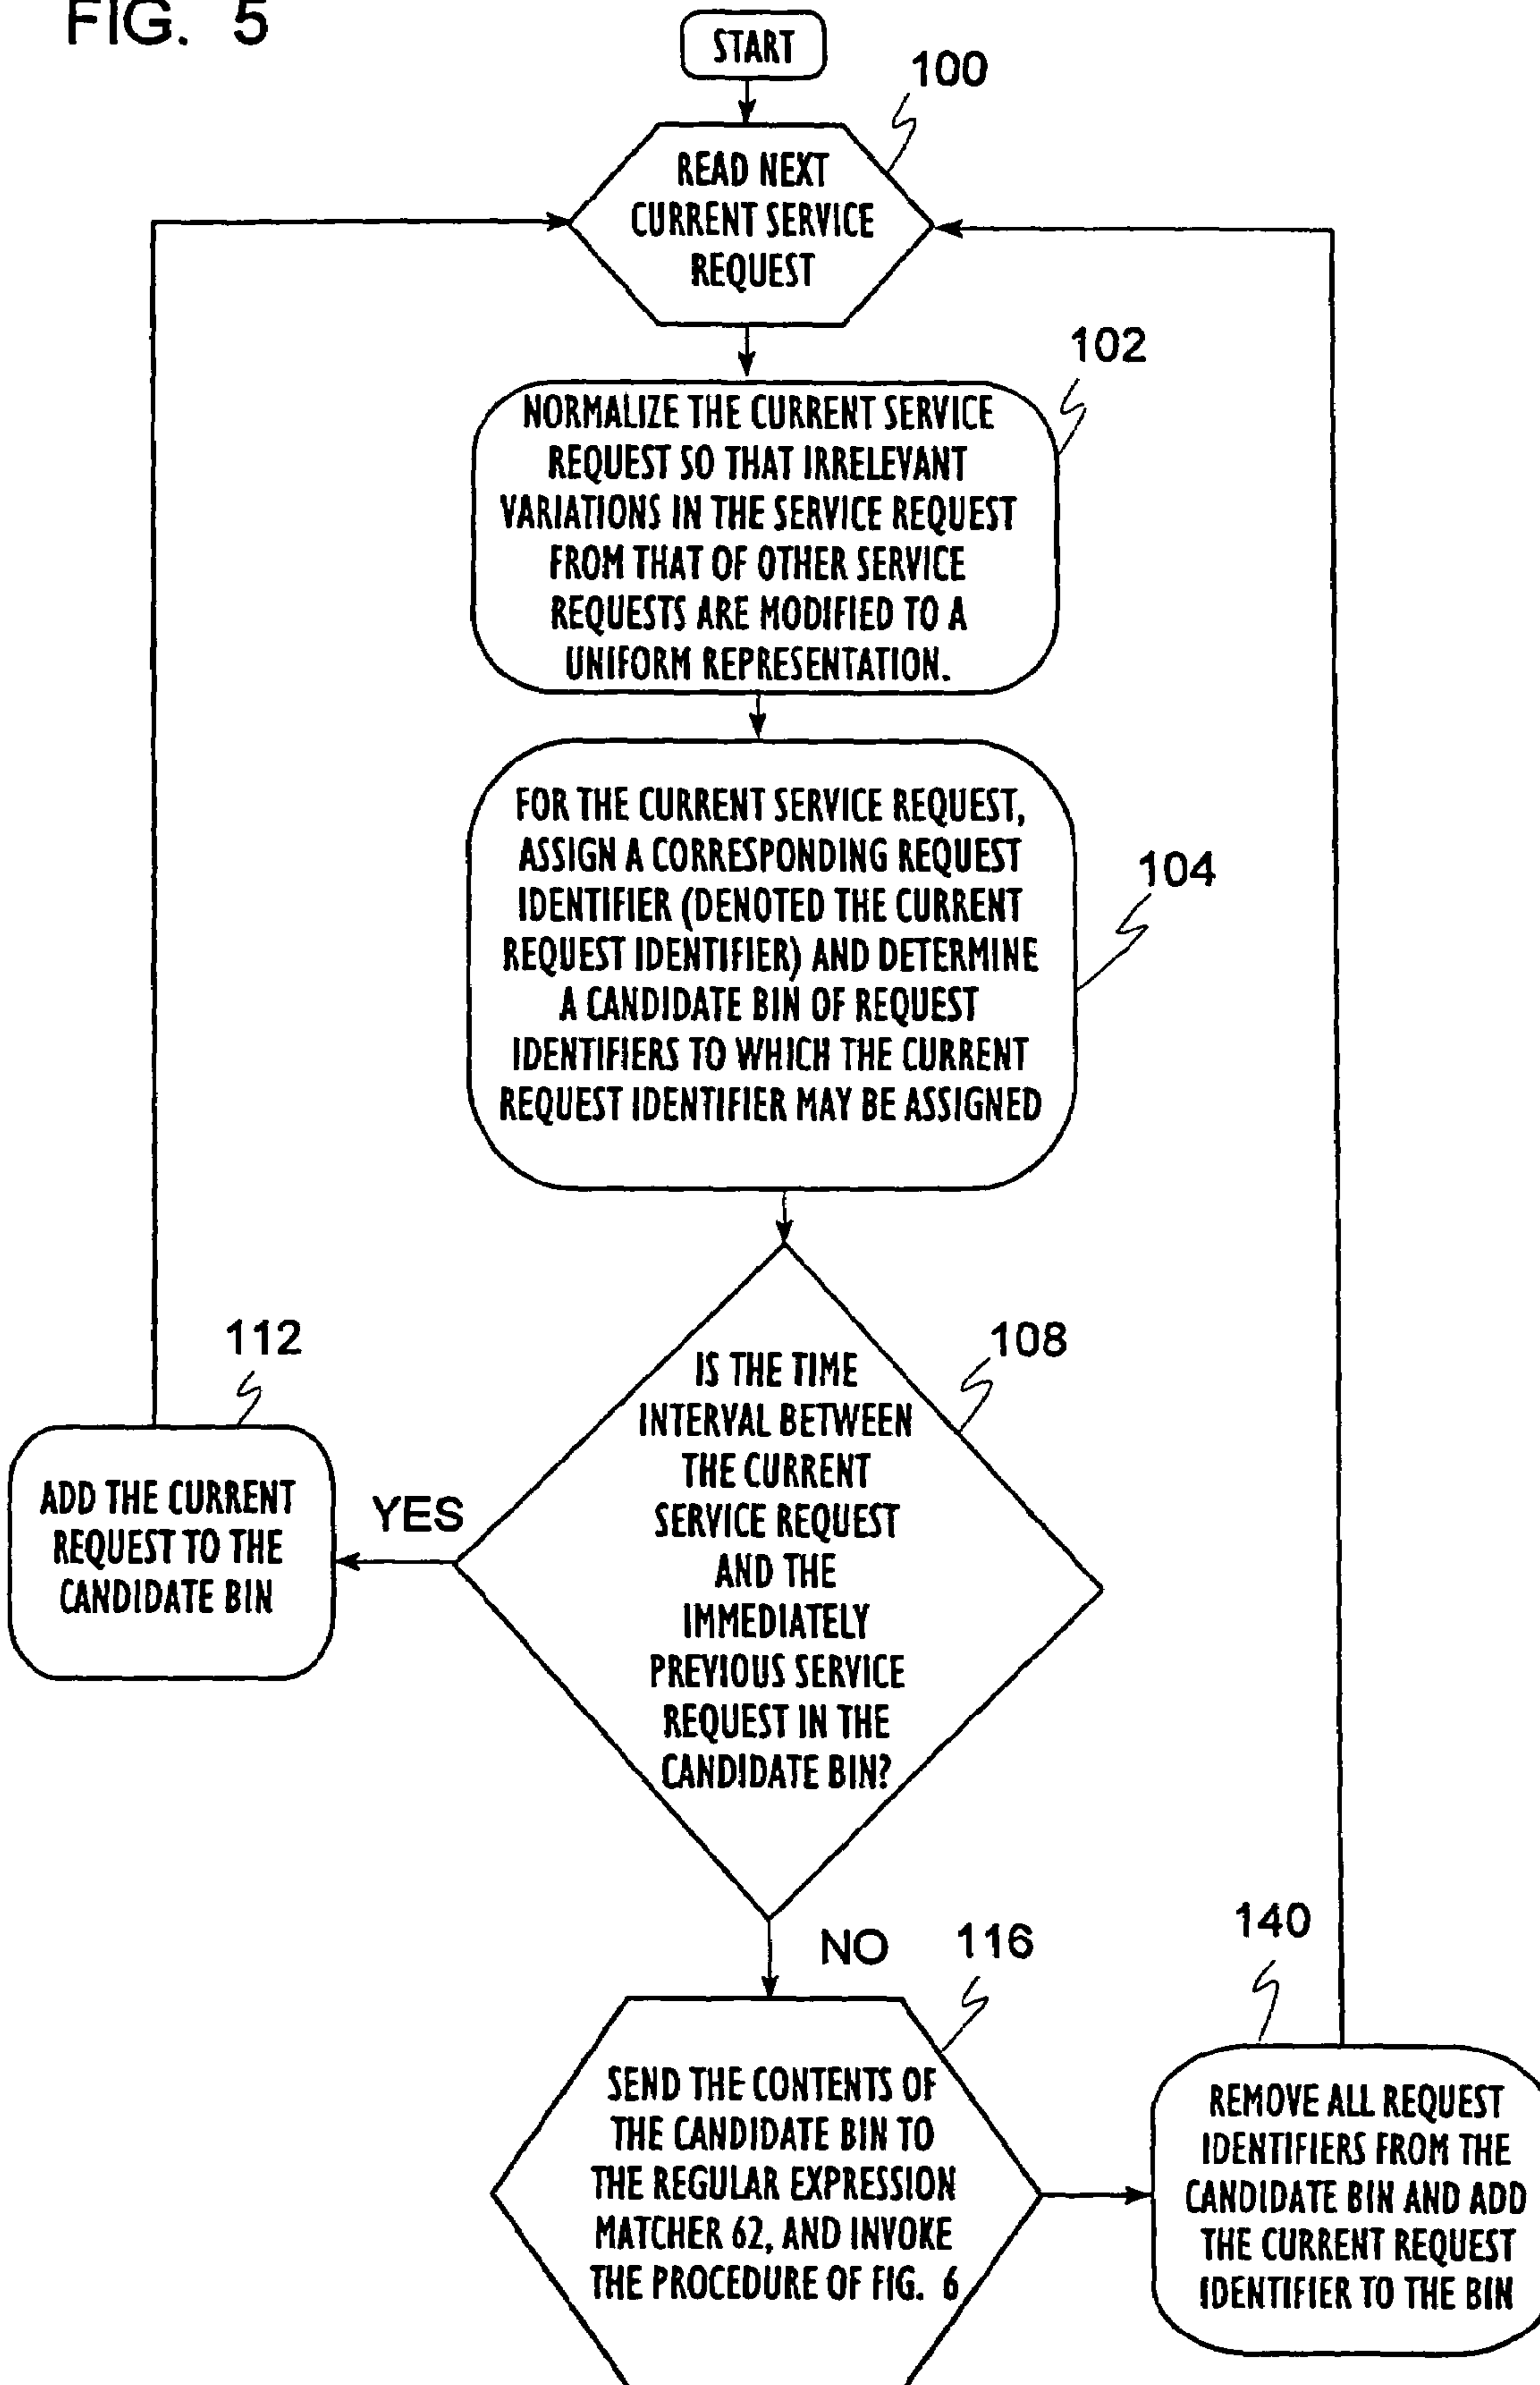 FIG. 5
START
100
READ NEXT
CURRENT SERVICE
REQUEST
102
NORMALIZE THE CURRENT SERVICE
REQUEST SO THAT IRRELEVANT
VARIATIONS IN THE SERVICE REQUEST
FROM THAT OF OTHER SERVICE
REQUESTS ARE MODIFIED TO A
UNIFORM REPRESENTATION.
104
FOR THE CURRENT SERVICE REQUEST,
ASSIGN A CORRESPONDING REQUEST
IDENTIFIER (DENOTED THE CURRENT
REQUEST IDENTIFIER) AND DETERMINE
A CANDIDATE BIN OF REQUEST
IDENTIFIERS TO WHICH THE CURRENT
REQUEST IDENTIFIER MAY BE ASSIGNED
108
IS THE TIME
INTERVAL BETWEEN
THE CURRENT
SERVICE REQUEST
AND THE
IMMEDIATELY
PREVIOUS SERVICE
REQUEST IN THE
CANDIDATE BIN?
YES
112
ADD THE CURRENT
REQUEST TO THE
CANDIDATE BIN
NO
116
SEND THE CONTENTS OF
THE CANDIDATE BIN TO
THE REGULAR EXPRESSION
MATCHER 62, AND INVOKE
THE PROCEDURE OF FIG. 6
140
REMOVE ALL REQUEST
IDENTIFIERS FROM THE
CANDIDATE BIN AND ADD
THE CURRENT REQUEST
IDENTIFIER TO THE BIN